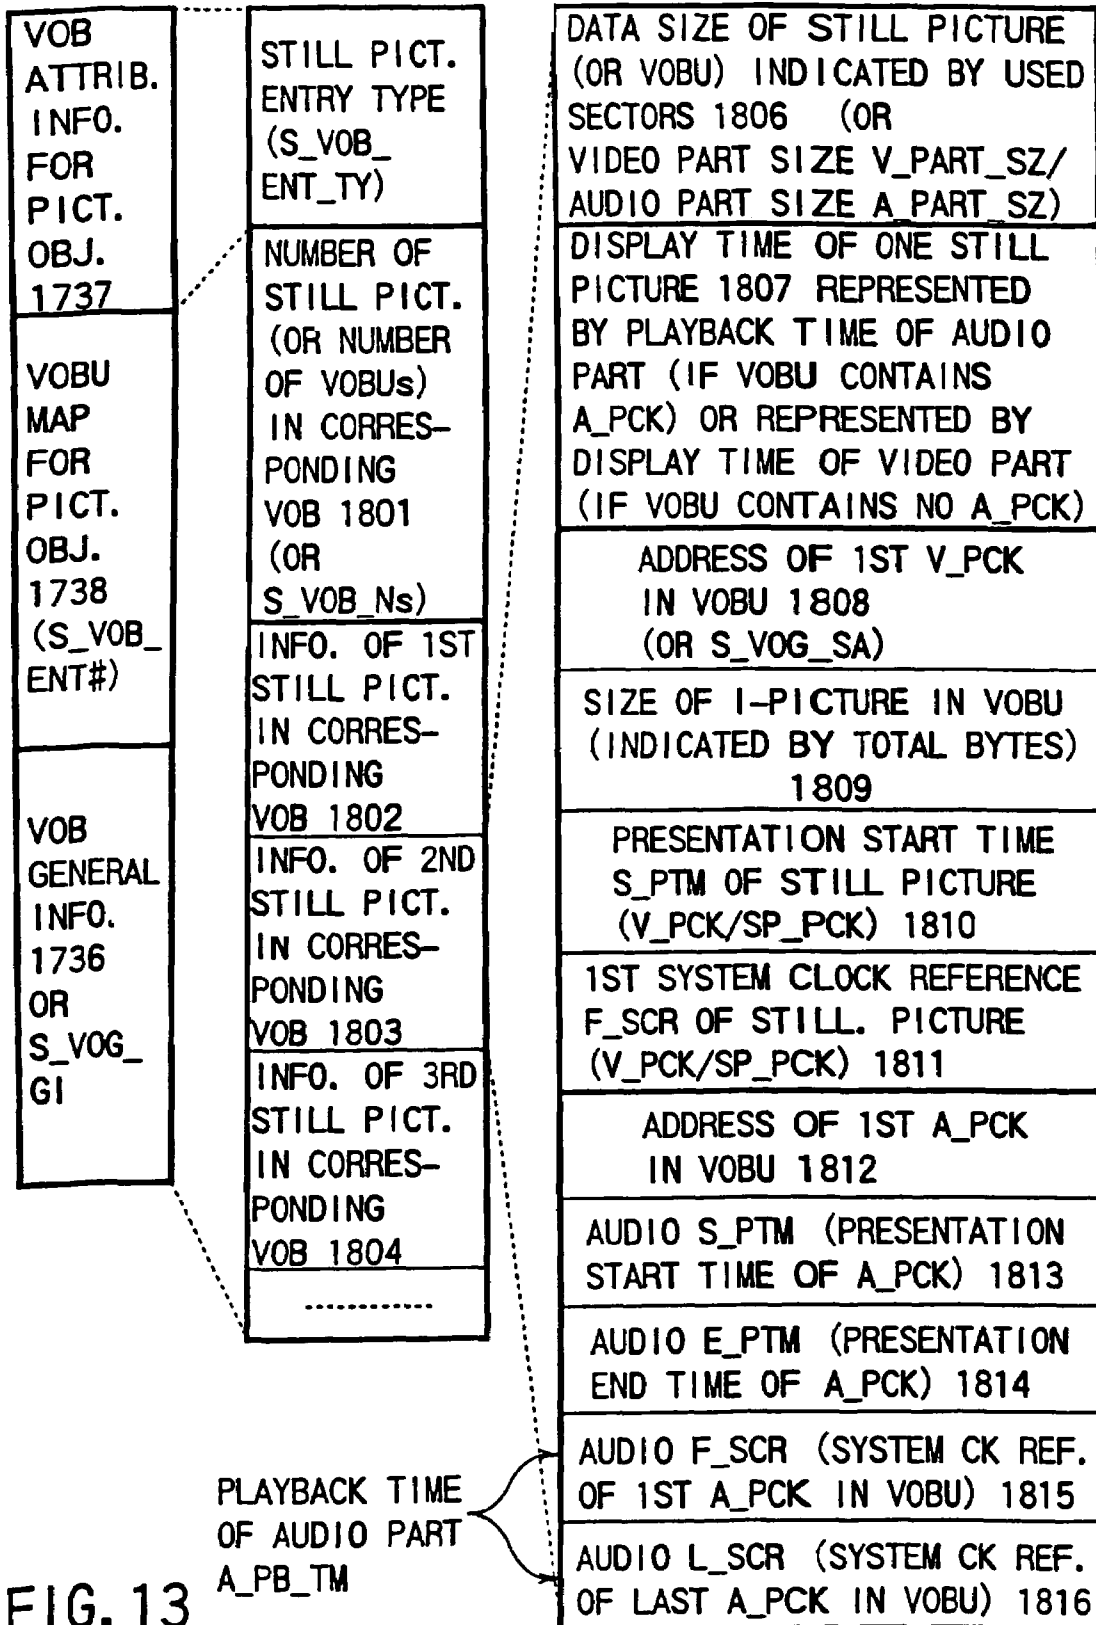 VOB
ATTRIB.
INFO.
FOR
PICT.
OBJ.
1737
VOBU
MAP
FOR
PICT.
OBJ.
1738
(S_VOB_
ENT#)
VOB
GENERAL
INFO.
1736
OR
S_VOG_
GI
STILL PICT.
ENTRY TYPE
(S_VOB_
ENT_TY)
NUMBER OF
STILL PICT.
(OR NUMBER
OF VOBUs)
IN CORRES-
PONDING
VOB 1801
(OR
S_VOB_Ns)
INFO. OF 1ST
STILL PICT.
IN CORRES-
PONDING
VOB 1802
INFO. OF 2ND
STILL PICT.
IN CORRES-
PONDING
VOB 1803
INFO. OF 3RD
STILL PICT.
IN CORRES-
PONDING
VOB 1804
DATA SIZE OF STILL PICTURE
(OR VOBU) INDICATED BY USED
SECTORS 1806 (OR
VIDEO PART SIZE V_PART_SZ/
AUDIO PART SIZE A_PART_SZ)
DISPLAY TIME OF ONE STILL
PICTURE 1807 REPRESENTED
BY PLAYBACK TIME OF AUDIO
PART (IF VOBU CONTAINS
A_PCK) OR REPRESENTED BY
DISPLAY TIME OF VIDEO PART
(IF VOBU CONTAINS NO A_PCK)
ADDRESS OF 1ST V_PCK
IN VOBU 1808
(OR S_VOG_SA)
SIZE OF I-PICTURE IN VOBU
(INDICATED BY TOTAL BYTES)
1809
PRESENTATION START TIME
S_PTM OF STILL PICTURE
(V_PCK/SP_PCK) 1810
1ST SYSTEM CLOCK REFERENCE
F_SCR OF STILL. PICTURE
(V_PCK/SP_PCK) 1811
ADDRESS OF 1ST A_PCK
IN VOBU 1812
AUDIO S_PTM (PRESENTATION
START TIME OF A_PCK) 1813
AUDIO E_PTM (PRESENTATION
END TIME OF A_PCK) 1814
AUDIO F_SCR (SYSTEM CK REF.
OF 1ST A_PCK IN VOBU) 1815
AUDIO L_SCR (SYSTEM CK REF.
OF LAST A_PCK IN VOBU) 1816
PLAYBACK TIME
OF AUDIO PART
A_PB_TM
FIG. 13